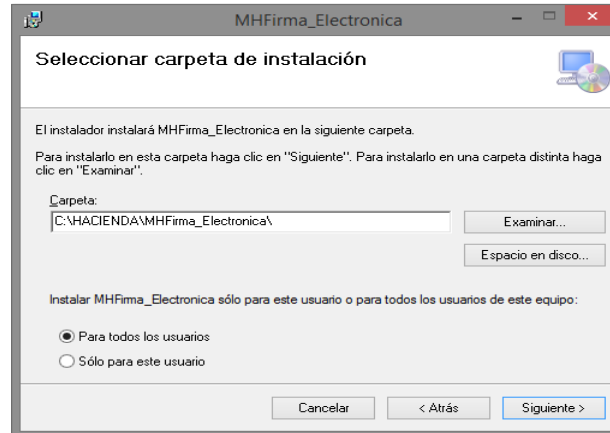 MHFirma_Electronica
Seleccionar carpeta de instalación
El instalador instalará MHFirma_Electronica en la siguiente carpeta.
Para instalarlo en esta carpeta haga clic en "Siguiente". Para instalarlo en una carpeta distinta haga
clic en "Examinar".
Carpeta:
C:\HACIENDA\MHFirma_Electronica\
Examinar...
Espacio en disco...
Instalar MHFirma_Electronica sólo para este usuario o para todos los usuarios de este equipo:
Para todos los usuarios
Sólo para este usuario
Cancelar
< Atrás
Siguiente >